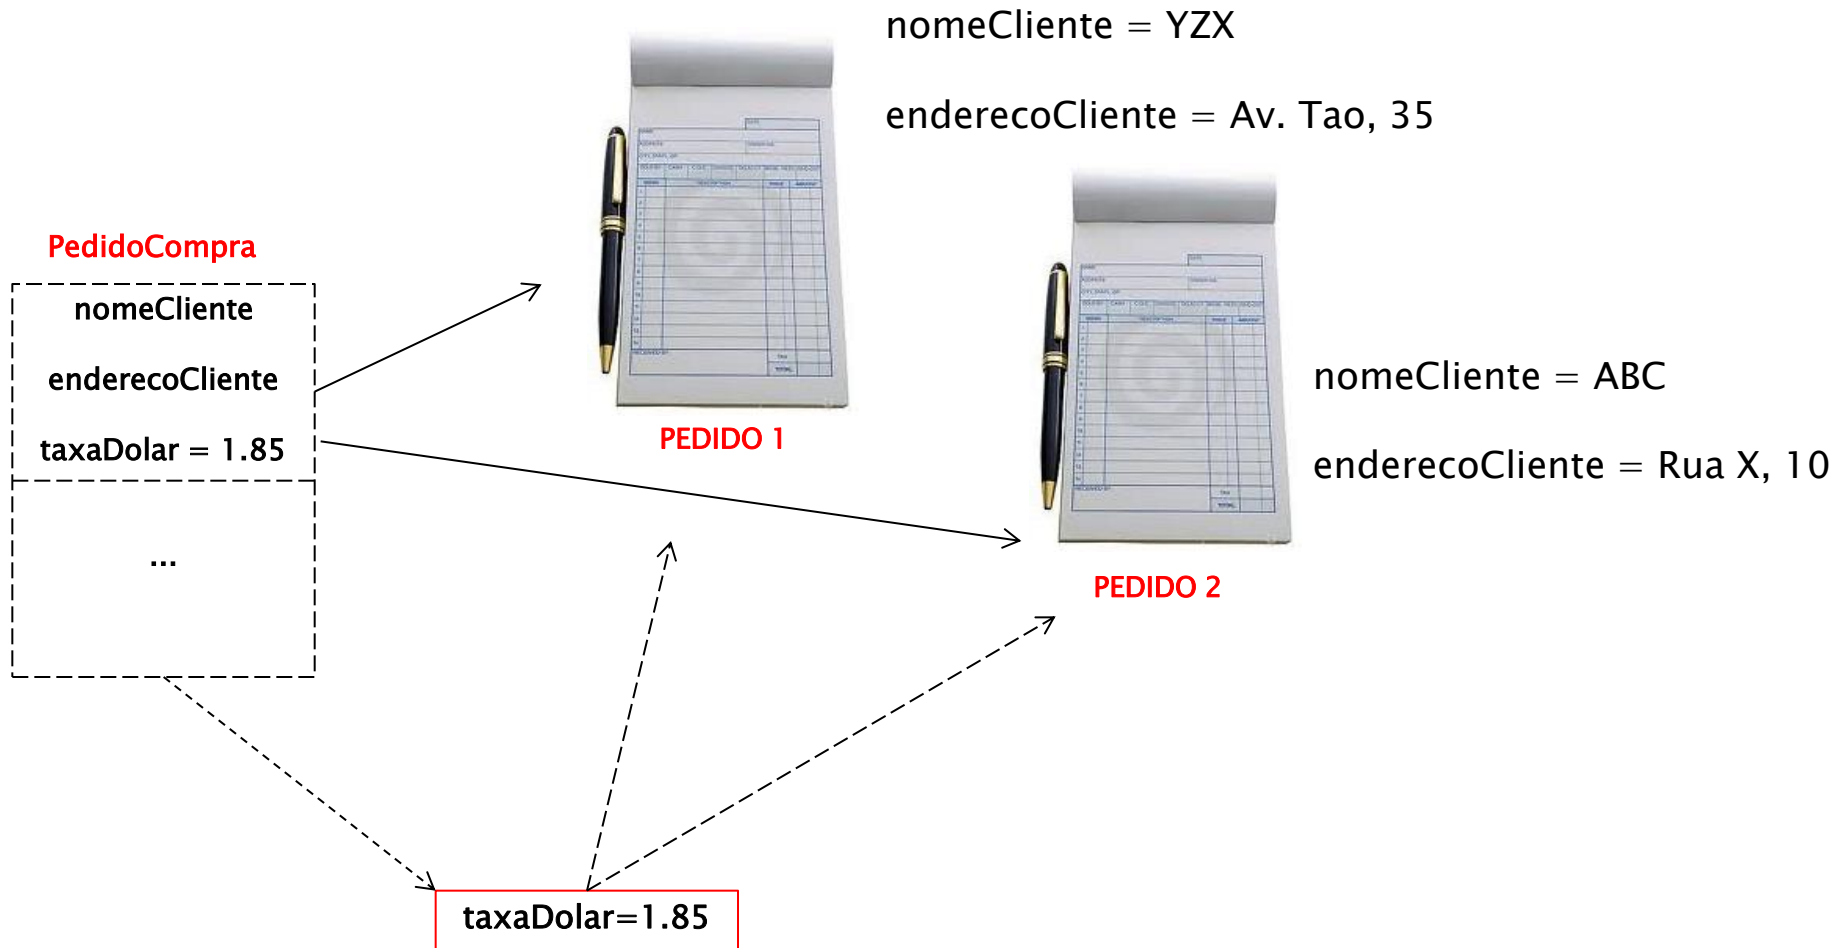 nomeCliente = YZX
enderecoCliente = Av. Tao, 35
PedidoCompra
nomeCliente
enderecoCliente
taxaDolar = 1.85
...
PEDIDO 1
nomeCliente = ABC
enderecoCliente = Rua X, 10
PEDIDO 2
taxaDolar=1.85